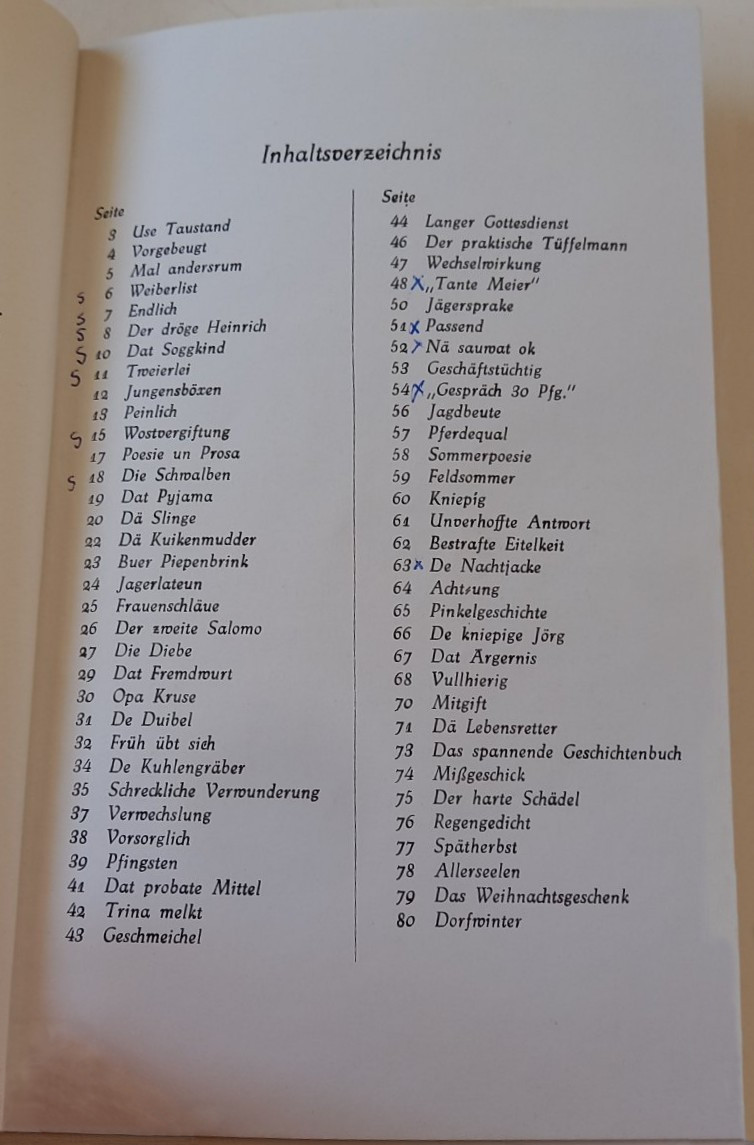 Inhaltsverzeichnis
Seite
3 Use Taustand
4 Vorgebeugt
5 Mal andersrum
S 6 Weiberlist
S 7 Endlich
S 8 Der dröge Heinrich
S 10 Dat Soggkind
S 11 Tweierlei
12 Jungensböxen
13 Peinlich
S 15 Wostvergiftung
17 Poesie un Prosa
S 18 Die Schwalben
19 Dat Pyjama
20 Dä Slinge
22 Dä Kuikenmudder
23 Buer Piepenbrink
24 Jagerlateun
25 Frauenschläue
26 Der zweite Salomo
27 Die Diebe
29 Dat Fremdwurt
30 Opa Kruse
31 De Duibel
32 Früh übt sich
34 De Kuhlengräber
35 Schreckliche Verwunderung
37 Verwechslung
38 Vorsorglich
39 Pfingsten
41 Dat probate Mittel
42 Trina melkt
43 Geschmeichel
Seite
44 Langer Gottesdienst
46 Der praktische Tüffelmann
47 Wechselwirkung
48 x „Tante Meier"
50 Jägersprake
51 x Passend
52 x Nä sauwat ok
53 Geschäftstüchtig
54 x „Gespräch 30 Pfg."
56 Jagdbeute
57 Pferdequal
58 Sommerpoesie
59 Feldsommer
60 Kniepig
61 Unverhoffte Antwort
62 Bestrafte Eitelkeit
63 x De Nachtjacke
64 Achtung
65 Pinkelgeschichte
66 De kniepige Jörg
67 Dat Ärgernis
68 Vullhierig
70 Mitgift
71 Dä Lebensretter
73 Das spannende Geschichtenbuch
74 Mißgeschick
75 Der harte Schädel
76 Regengedicht
77 Spätherbst
78 Allerseelen
79 Das Weihnachtsgeschenk
80 Dorfwinter